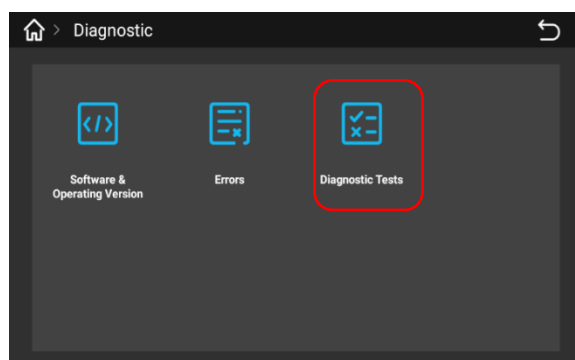 > Diagnostic
Software &
Operating Version
Errors
Diagnostic Tests